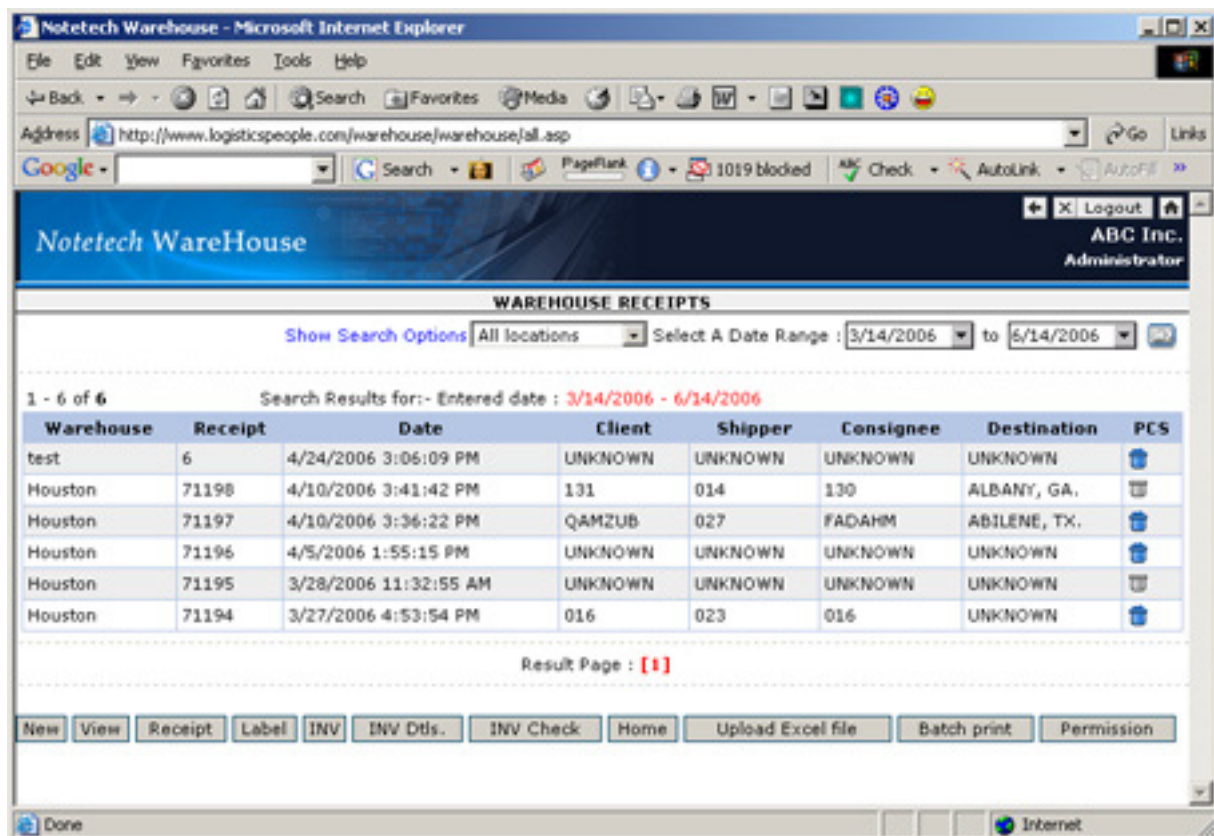 Notetech Warehouse - Microsoft Internet Explorer
File Edit View Favorites Tools Help
Back Search Favorites Media
Address http://www.logisticspeople.com/warehouse/warehouse/all.asp Go Links
Google Search PageRank 1019 blocked ABC Check AutoLink AutoFill
Logout
Notetech WareHouse
ABC Inc.
Administrator
WAREHOUSE RECEIPTS
Show Search Options All locations Select A Date Range : 3/14/2006 to 6/14/2006
1 - 6 of 6 Search Results for:- Entered date : 3/14/2006 - 6/14/2006
Warehouse Receipt Date Client Shipper Consignee Destination PCS
test 6 4/24/2006 3:06:09 PM UNKNOWN UNKNOWN UNKNOWN UNKNOWN
Houston 71198 4/10/2006 3:41:42 PM 131 014 130 ALBANY, GA.
Houston 71197 4/10/2006 3:36:22 PM QAMZUB 027 FADAHM ABILENE, TX.
Houston 71196 4/5/2006 1:55:15 PM UNKNOWN UNKNOWN UNKNOWN UNKNOWN
Houston 71195 3/28/2006 11:32:55 AM UNKNOWN UNKNOWN UNKNOWN UNKNOWN
Houston 71194 3/27/2006 4:53:54 PM 016 023 016 UNKNOWN
Result Page : [1]
New View Receipt Label INV INV Dtls. INV Check Home Upload Excel file Batch print Permission
Done Internet